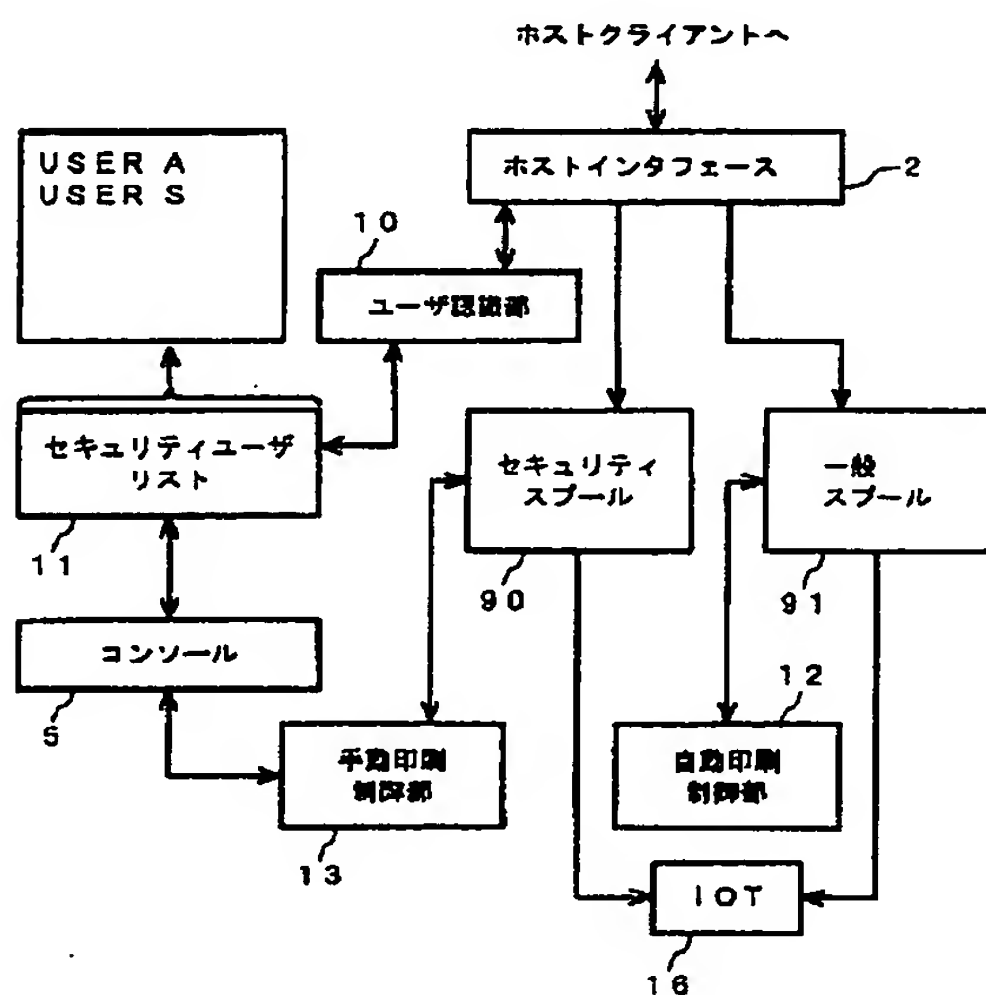 ホストクライアントへ
USER A
USER S
ホストインタフェース
2
10
ユーザ認識部
セキュリティユーザ
リスト
11
セキュリティ
スプール
90
一般
スプール
91
コンソール
5
手動印刷
制御部
13
12
自動印刷
制御部
IOT
16